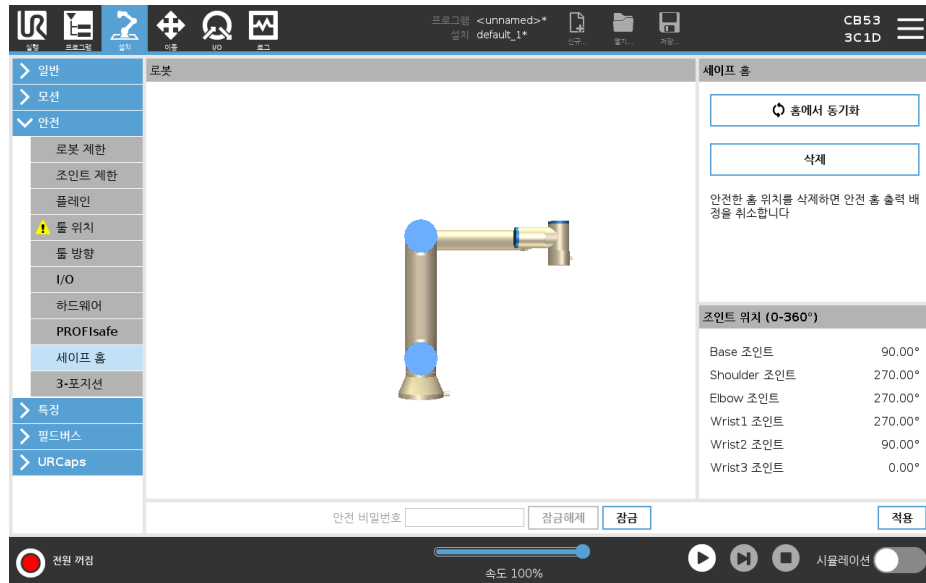 UR
실행
프로그램
설치
이동
I/O
로그
프로그램 <unnamed>*
설치 default_1*
신규...
열기...
저장...
CB53
3C1D
일반
모션
안전
로봇 제한
조인트 제한
플레인
툴 위치
툴 방향
I/O
하드웨어
PROFIsafe
세이프 홈
3-포지션
특징
필드버스
URCaps
로봇
세이프 홈
홈에서 동기화
삭제
안전한 홈 위치를 삭제하면 안전 홈 출력 배
정을 취소합니다
조인트 위치 (0-360°)
Base 조인트 90.00°
Shoulder 조인트 270.00°
Elbow 조인트 270.00°
Wrist1 조인트 270.00°
Wrist2 조인트 90.00°
Wrist3 조인트 0.00°
안전 비밀번호 잠금해제 잠금 적용
전원 꺼짐
속도 100%
시뮬레이션